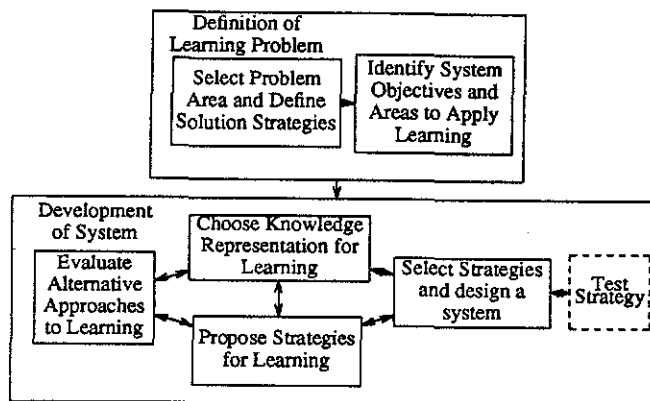 Definition of
Learning Problem
Select Problem
Area and Define
Solution Strategies
Identify System
Objectives and
Areas to Apply
Learning
Development
of System
Evaluate
Alternative
Approaches
to Learning
Choose Knowledge
Representation for
Learning
Propose Strategies
for Learning
Select Strategies
and design a
system
Test
Strategy